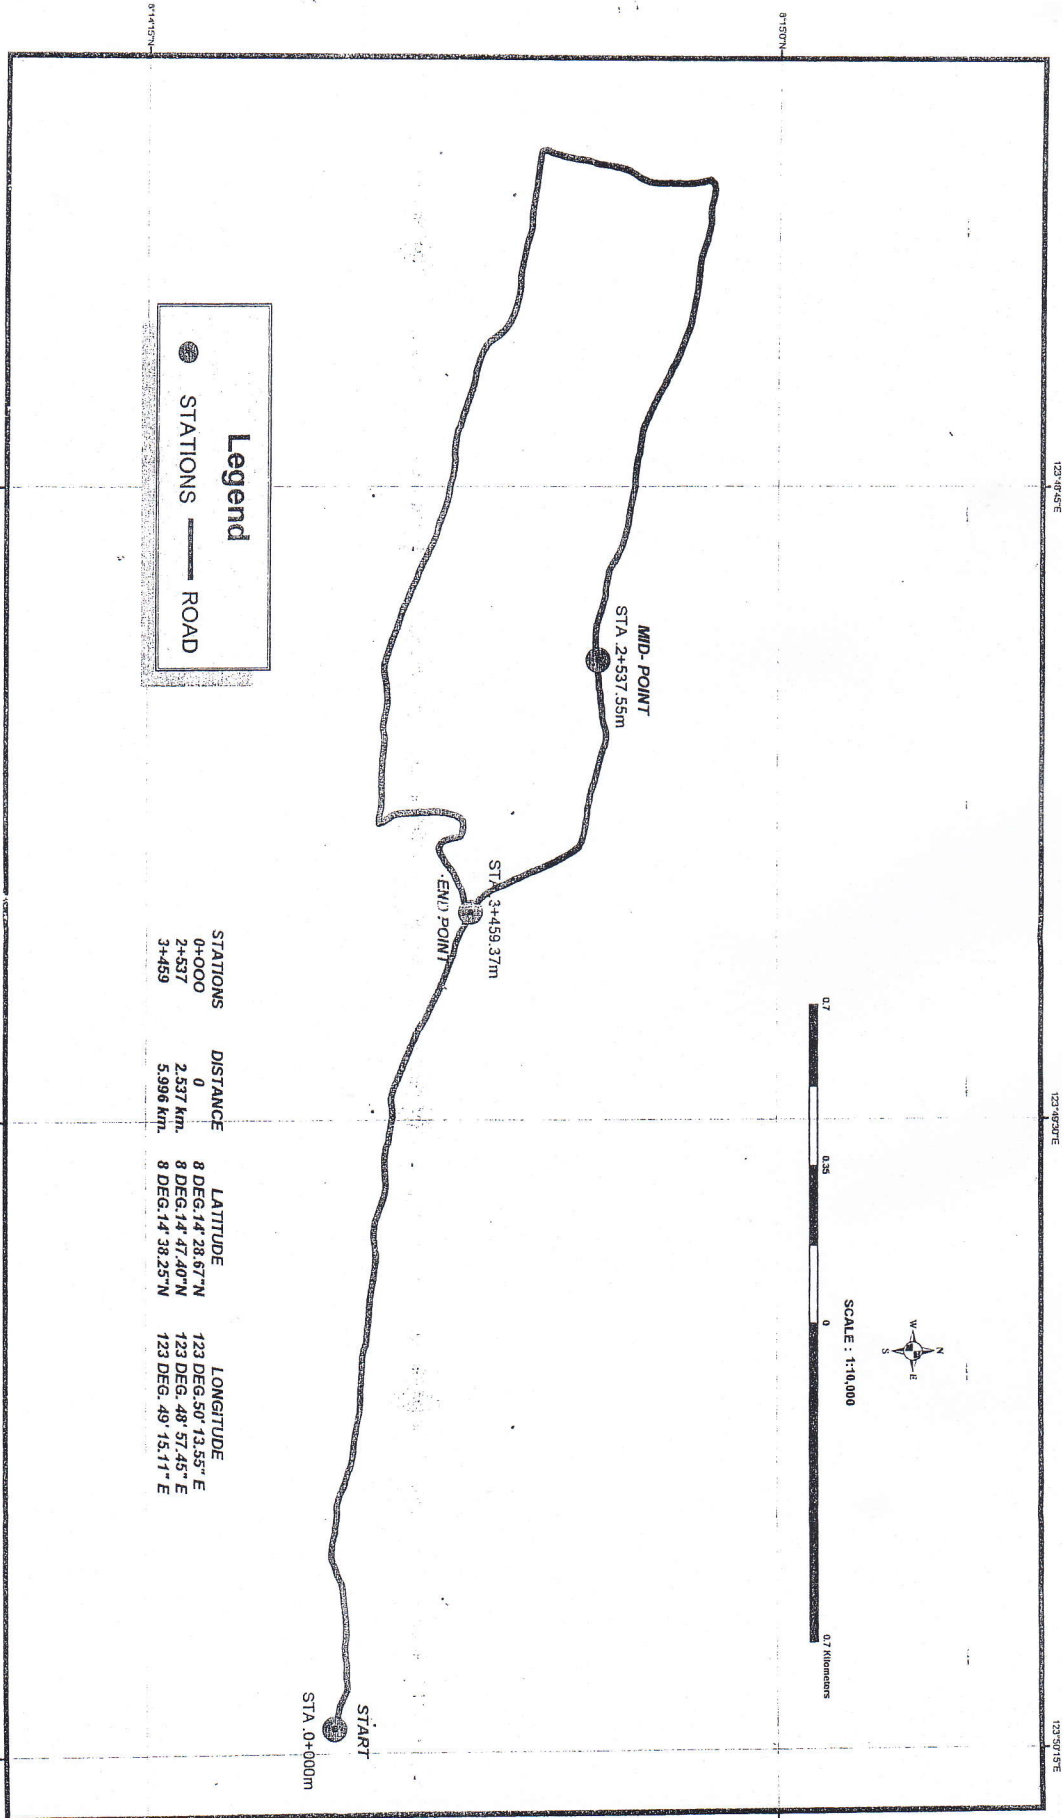 8°14'15"N
8°15'0"N
123°48'45"E
123°49'30"E
123°50'15"E
MID- POINT
STA .2+537.55m
STA .3+459.37m
.END POINT
START
STA .0+000m
0.7 0.35 0 0.7 Kilometers
SCALE : 1:10,000
N
W E
S
Legend
STATIONS ROAD
STATIONS DISTANCE LATITUDE LONGITUDE
0+000 0 8 DEG.14' 28.67"N 123 DEG.50' 13.55" E
2+537 2.537 km. 8 DEG.14' 47.40"N 123 DEG. 48' 57.45" E
3+459 5.996 km. 8 DEG.14' 38.25"N 123 DEG. 49' 15.11" E